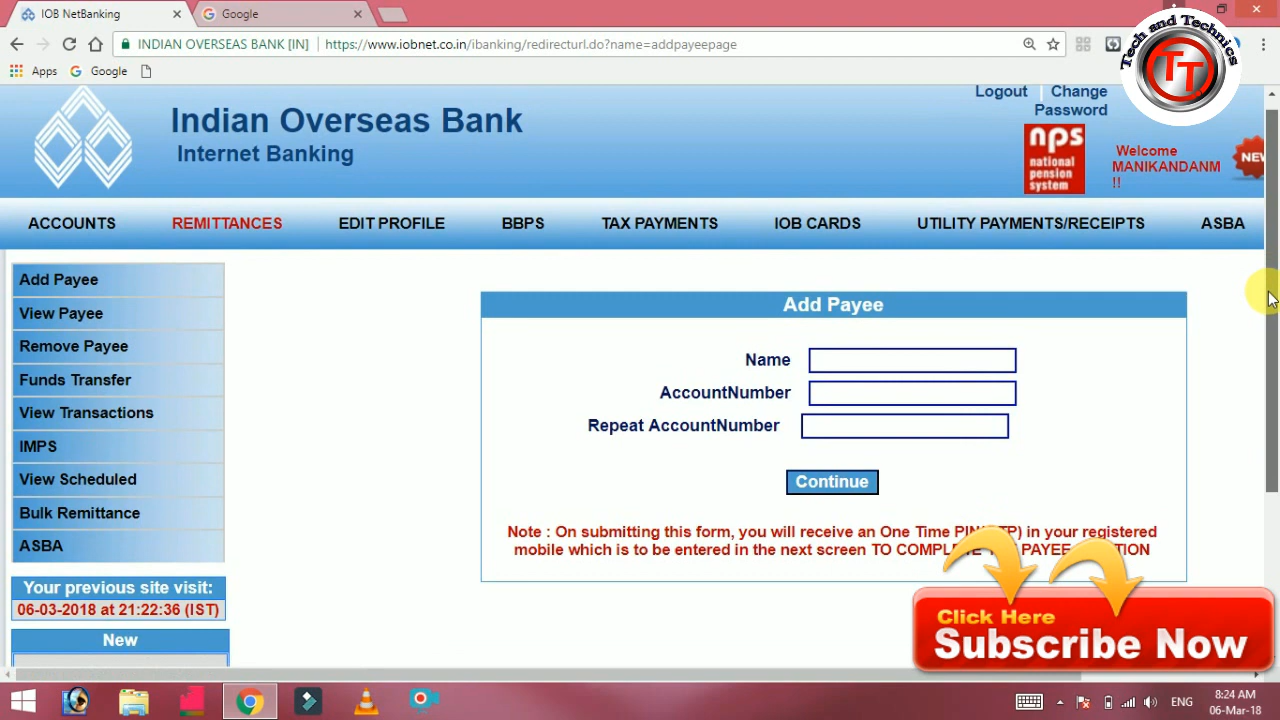 IOB NetBanking
Google
INDIAN OVERSEAS BANK [IN] https://www.iobnet.co.in/ibanking/redirecturl.do?name=addpayeepage
Apps Google
Tech and Technics
TT
Indian Overseas Bank
Internet Banking
Logout Change Password
nps
national pension system
Welcome
MANIKANDANM
!!
NEW
ACCOUNTS REMITTANCES EDIT PROFILE BBPS TAX PAYMENTS IOB CARDS UTILITY PAYMENTS/RECEIPTS ASBA
Add Payee
View Payee
Remove Payee
Funds Transfer
View Transactions
IMPS
View Scheduled
Bulk Remittance
ASBA
Your previous site visit:
06-03-2018 at 21:22:36 (IST)
New
Add Payee
Name
AccountNumber
Repeat AccountNumber
Continue
Note : On submitting this form, you will receive an One Time PIN( in your registered
mobile which is to be entered in the next screen TO PAYEE
Click Here
Subscribe Now
ENG
8:24 AM
06-Mar-18